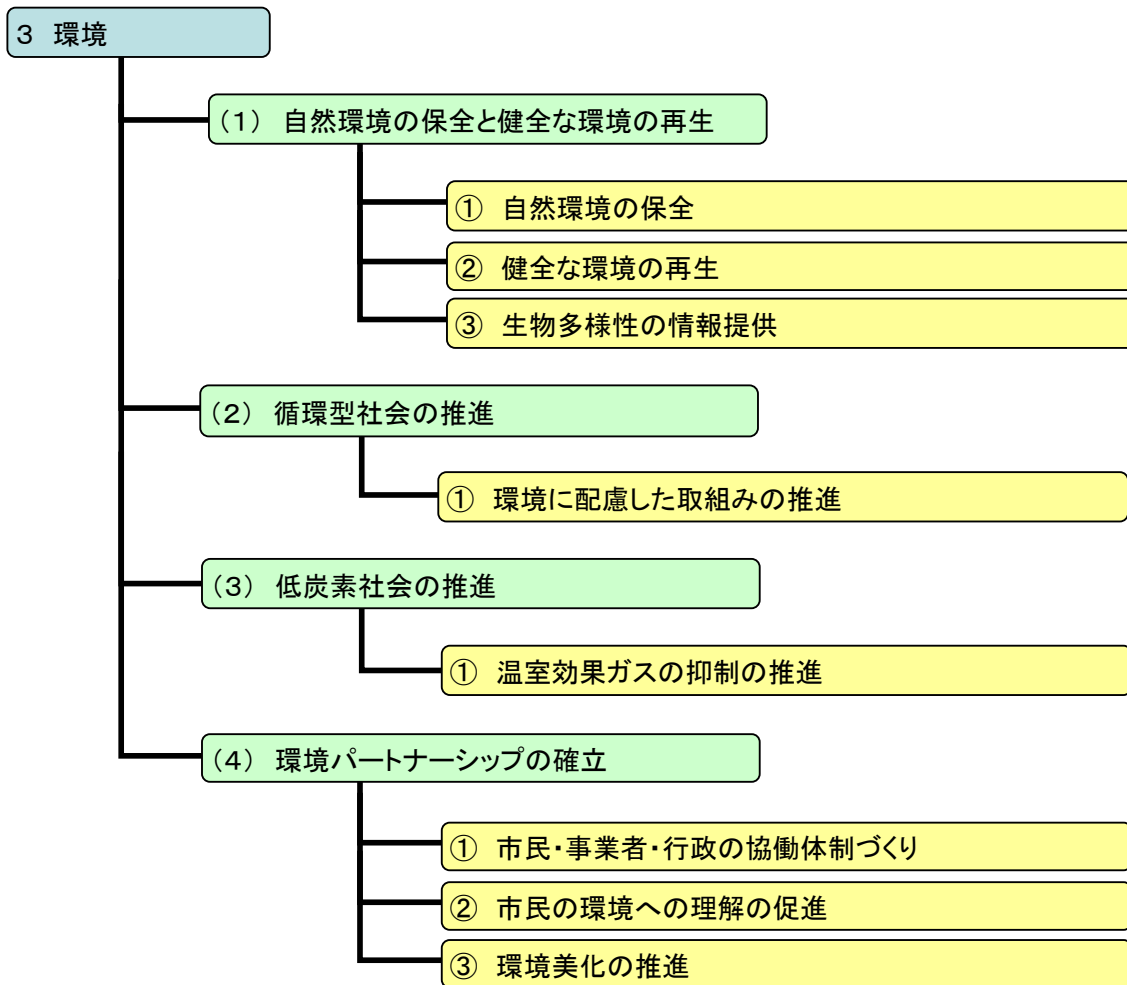 3 環境
(1) 自然環境の保全と健全な環境の再生
① 自然環境の保全
② 健全な環境の再生
③ 生物多様性の情報提供
(2) 循環型社会の推進
① 環境に配慮した取組みの推進
(3) 低炭素社会の推進
① 温室効果ガスの抑制の推進
(4) 環境パートナーシップの確立
① 市民・事業者・行政の協働体制づくり
② 市民の環境への理解の促進
③ 環境美化の推進